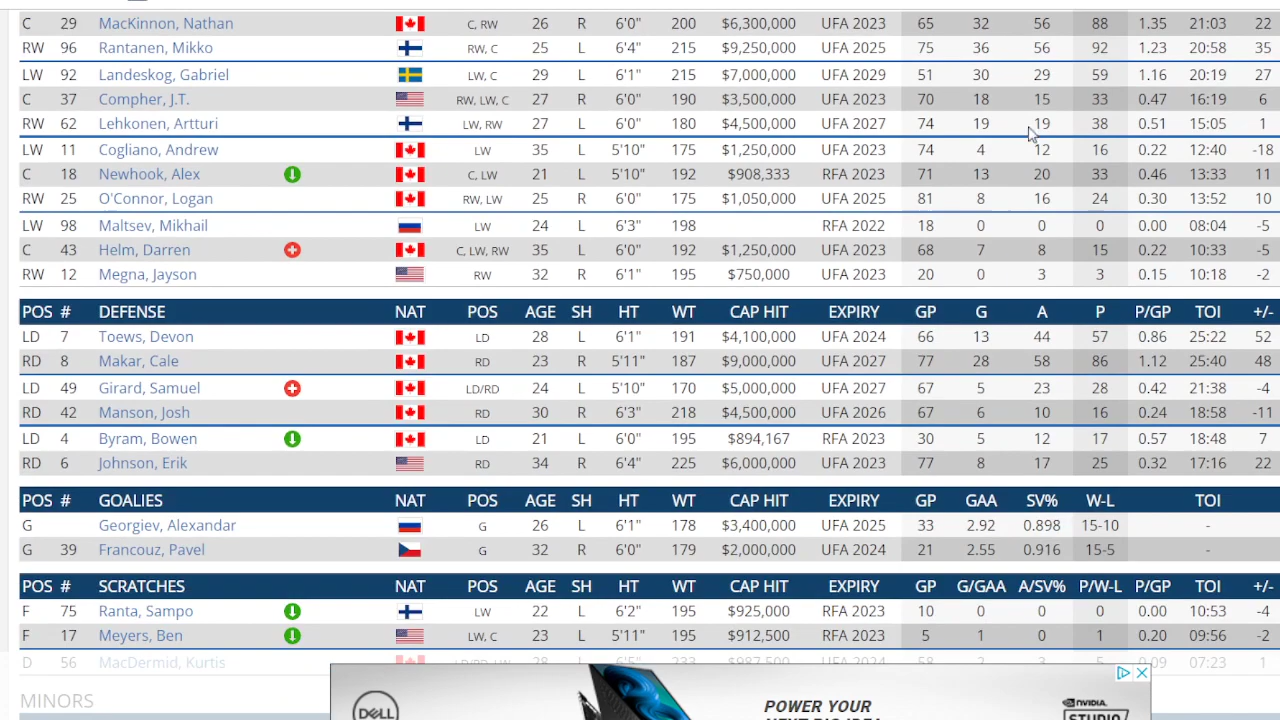 C 29 MacKinnon, Nathan C, RW 26 R 6'0" 200 $6,300,000 UFA 2023 65 32 56 1.35 21:03 22
RW 96 Rantanen, Mikko RW, C 25 L 6'4" 215 $9,250,000 UFA 2025 75 36 56 92 1.23 20:58 35
LW 92 Landeskog, Gabriel LW, C 29 L 6'1" 215 $7,000,000 UFA 2029 51 30 29 59 1.16 20:19 27
C 37 Compher, J.T. RW, LW, C 27 R 6'0" 190 $3,500,000 UFA 2023 70 18 15 33 0.47 16:19 6
RW 62 Lehkonen, Artturi LW, RW 27 L 6'0" 180 $4,500,000 UFA 2027 74 19 19 38 0.51 15:05 1
LW 11 Cogliano, Andrew LW 35 L 5'10" 175 $1,250,000 UFA 2023 74 4 12 16 0.22 12:40 -18
C 18 Newhook, Alex C, LW 21 L 5'10" 192 $908,333 RFA 2023 71 13 20 33 0.46 13:33 11
RW 25 O'Connor, Logan RW, LW 25 R 6'0" 175 $1,050,000 UFA 2025 81 8 16 24 0.30 13:52 10
LW 98 Maltsev, Mikhail LW 24 L 6'3" 198 RFA 2022 18 0 0 0 0.00 08:04 -5
C 43 Helm, Darren C, LW, RW 35 L 6'0" 192 $1,250,000 UFA 2023 68 7 8 15 0.22 10:33 -5
RW 12 Megna, Jayson RW 32 R 6'1" 195 $750,000 UFA 2023 20 0 3 3 0.15 10:18
POS # DEFENSE NAT POS AGE SH HT WT CAP HIT EXPIRY GP G A P P/GP TOI +/-
LD 7 Toews, Devon LD 28 L 6'1" 191 $4,100,000 UFA 2024 66 13 44 57 0.86 25:22 52
RD 8 Makar, Cale RD 23 R 5'11" 187 $9,000,000 UFA 2027 77 28 58 86 1.12 25:40 48
LD 49 Girard, Samuel LD/RD 24 L 5'10" 170 $5,000,000 UFA 2027 67 5 23 28 0.42 21:38 -4
RD 42 Manson, Josh RD 30 R 6'3" 218 $4,500,000 UFA 2026 67 6 10 16 0.24 18:58 -11
LD 4 Byram, Bowen LD 21 L 6'0" 195 $894,167 RFA 2023 30 5 12 17 0.57 18:48 7
RD 6 Johnson, Erik RD 34 R 6'4" 225 $6,000,000 UFA 2023 77 8 17 25 0.32 17:16 22
POS # GOALIES NAT POS AGE SH HT WT CAP HIT EXPIRY GP GAA SV% W-L TOI
G Georgiev, Alexandar G 26 L 6'1" 178 $3,400,000 UFA 2025 33 2.92 0.898 15-10 -
G 39 Francouz, Pavel G 32 R 6'0" 179 $2,000,000 UFA 2024 21 2.55 0.916 15-5 -
POS # SCRATCHES NAT POS AGE SH HT WT CAP HIT EXPIRY GP G/GAA A/SV% P/W-L P/GP TOI +/-
F 75 Ranta, Sampo LW 22 L 6'2" 195 $925,000 RFA 2023 10 0 0 0 0.00 10:53 -4
F 17 Meyers, Ben LW, C 23 L 5'11" 195 $992,500 RFA 2023 5 1 0 1 0.20 09:56 -2
D 56 MacDermid, Kurtis LD/RD, LW 28 L 6'5" 233 $987,500 UFA 2024 58 2 3 5 0.09 07:23 1
MINORS
DELL
POWER YOUR
NVIDIA.
STUDIO